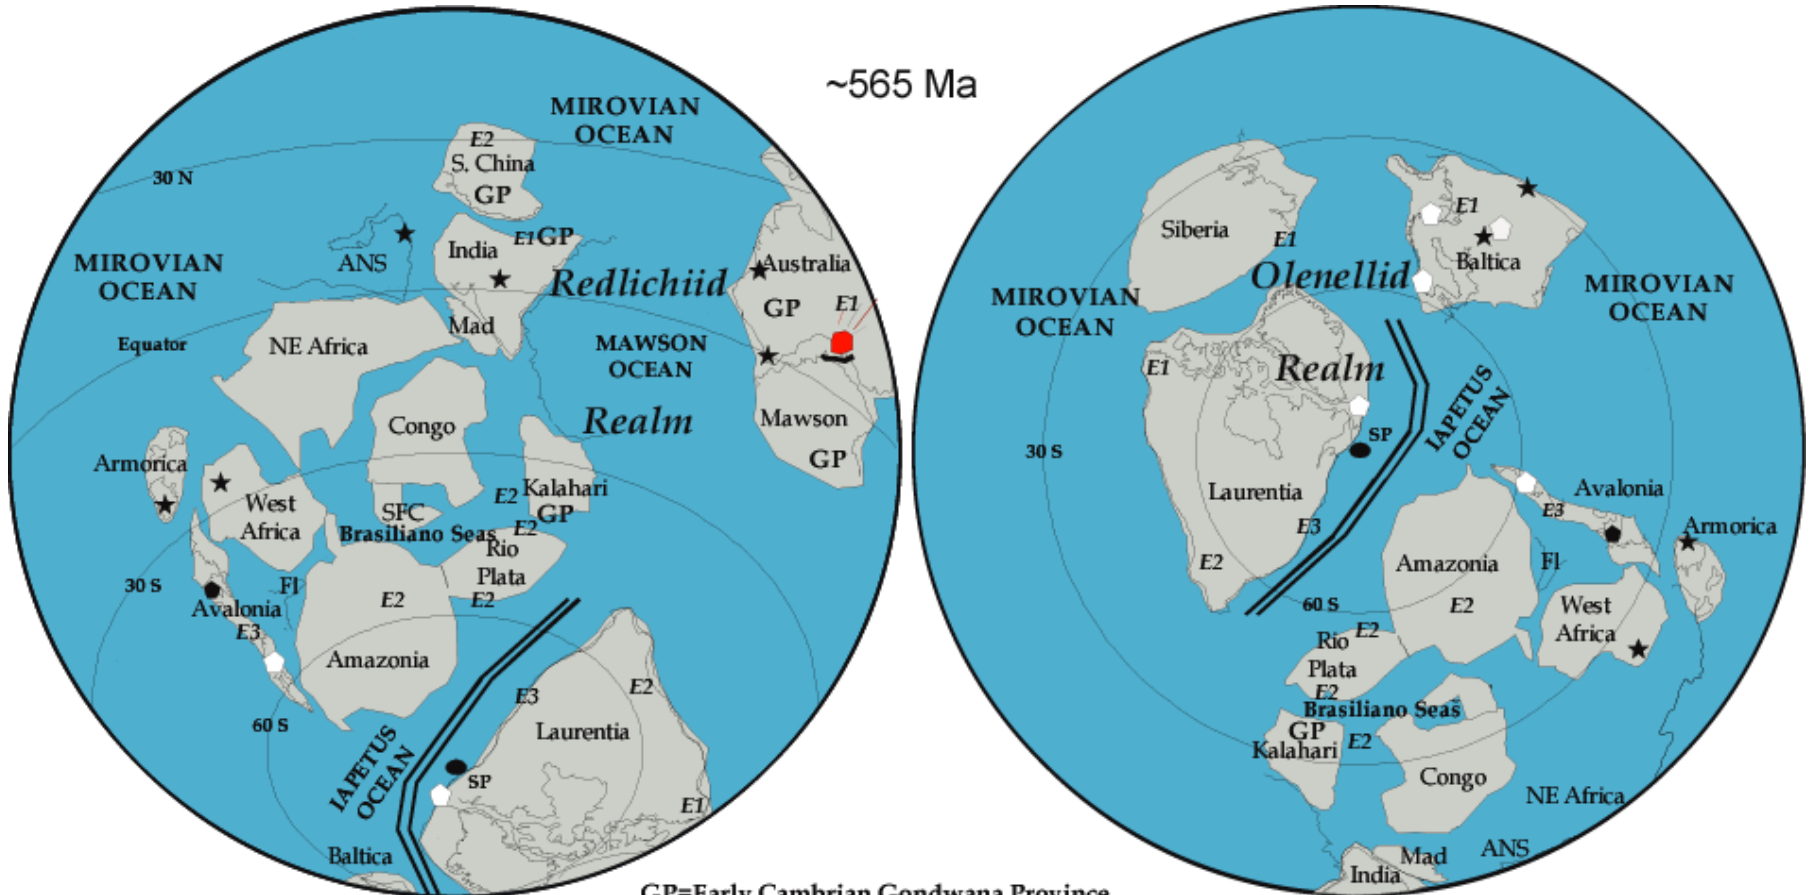 ~565 Ma
MIROVIAN
OCEAN
E2
S. China
GP
30 N
India
E1GP
ANS
MIROVIAN
OCEAN
Redlichiid
Australia
GP
E1
Mad
Equator
NE Africa
MAWSON
OCEAN
Realm
Congo
Mawson
GP
Armorica
West
Africa
E2
Kalahari
GP
SFC
Brasiliano Seas
E2
Rio
Plata
E2
30 S
Fl
Avalonia
E3
E2
Amazonia
60 S
E3
E2
Laurentia
IAPETUS
OCEAN
SP
E1
Baltica
Siberia
E1
E1
Baltica
Olenellid
MIROVIAN
OCEAN
MIROVIAN
OCEAN
E1
Realm
IAPETUS
OCEAN
SP
30 S
Laurentia
E3
E2
Avalonia
E3
Armorica
Amazonia
E2
Fl
60 S
West
Africa
E2
Rio
Plata
E2
Brasiliano Seas
GP
Kalahari
E2
Congo
NE Africa
Mad
ANS
India
GP=Early Cambrian Gondwana Province